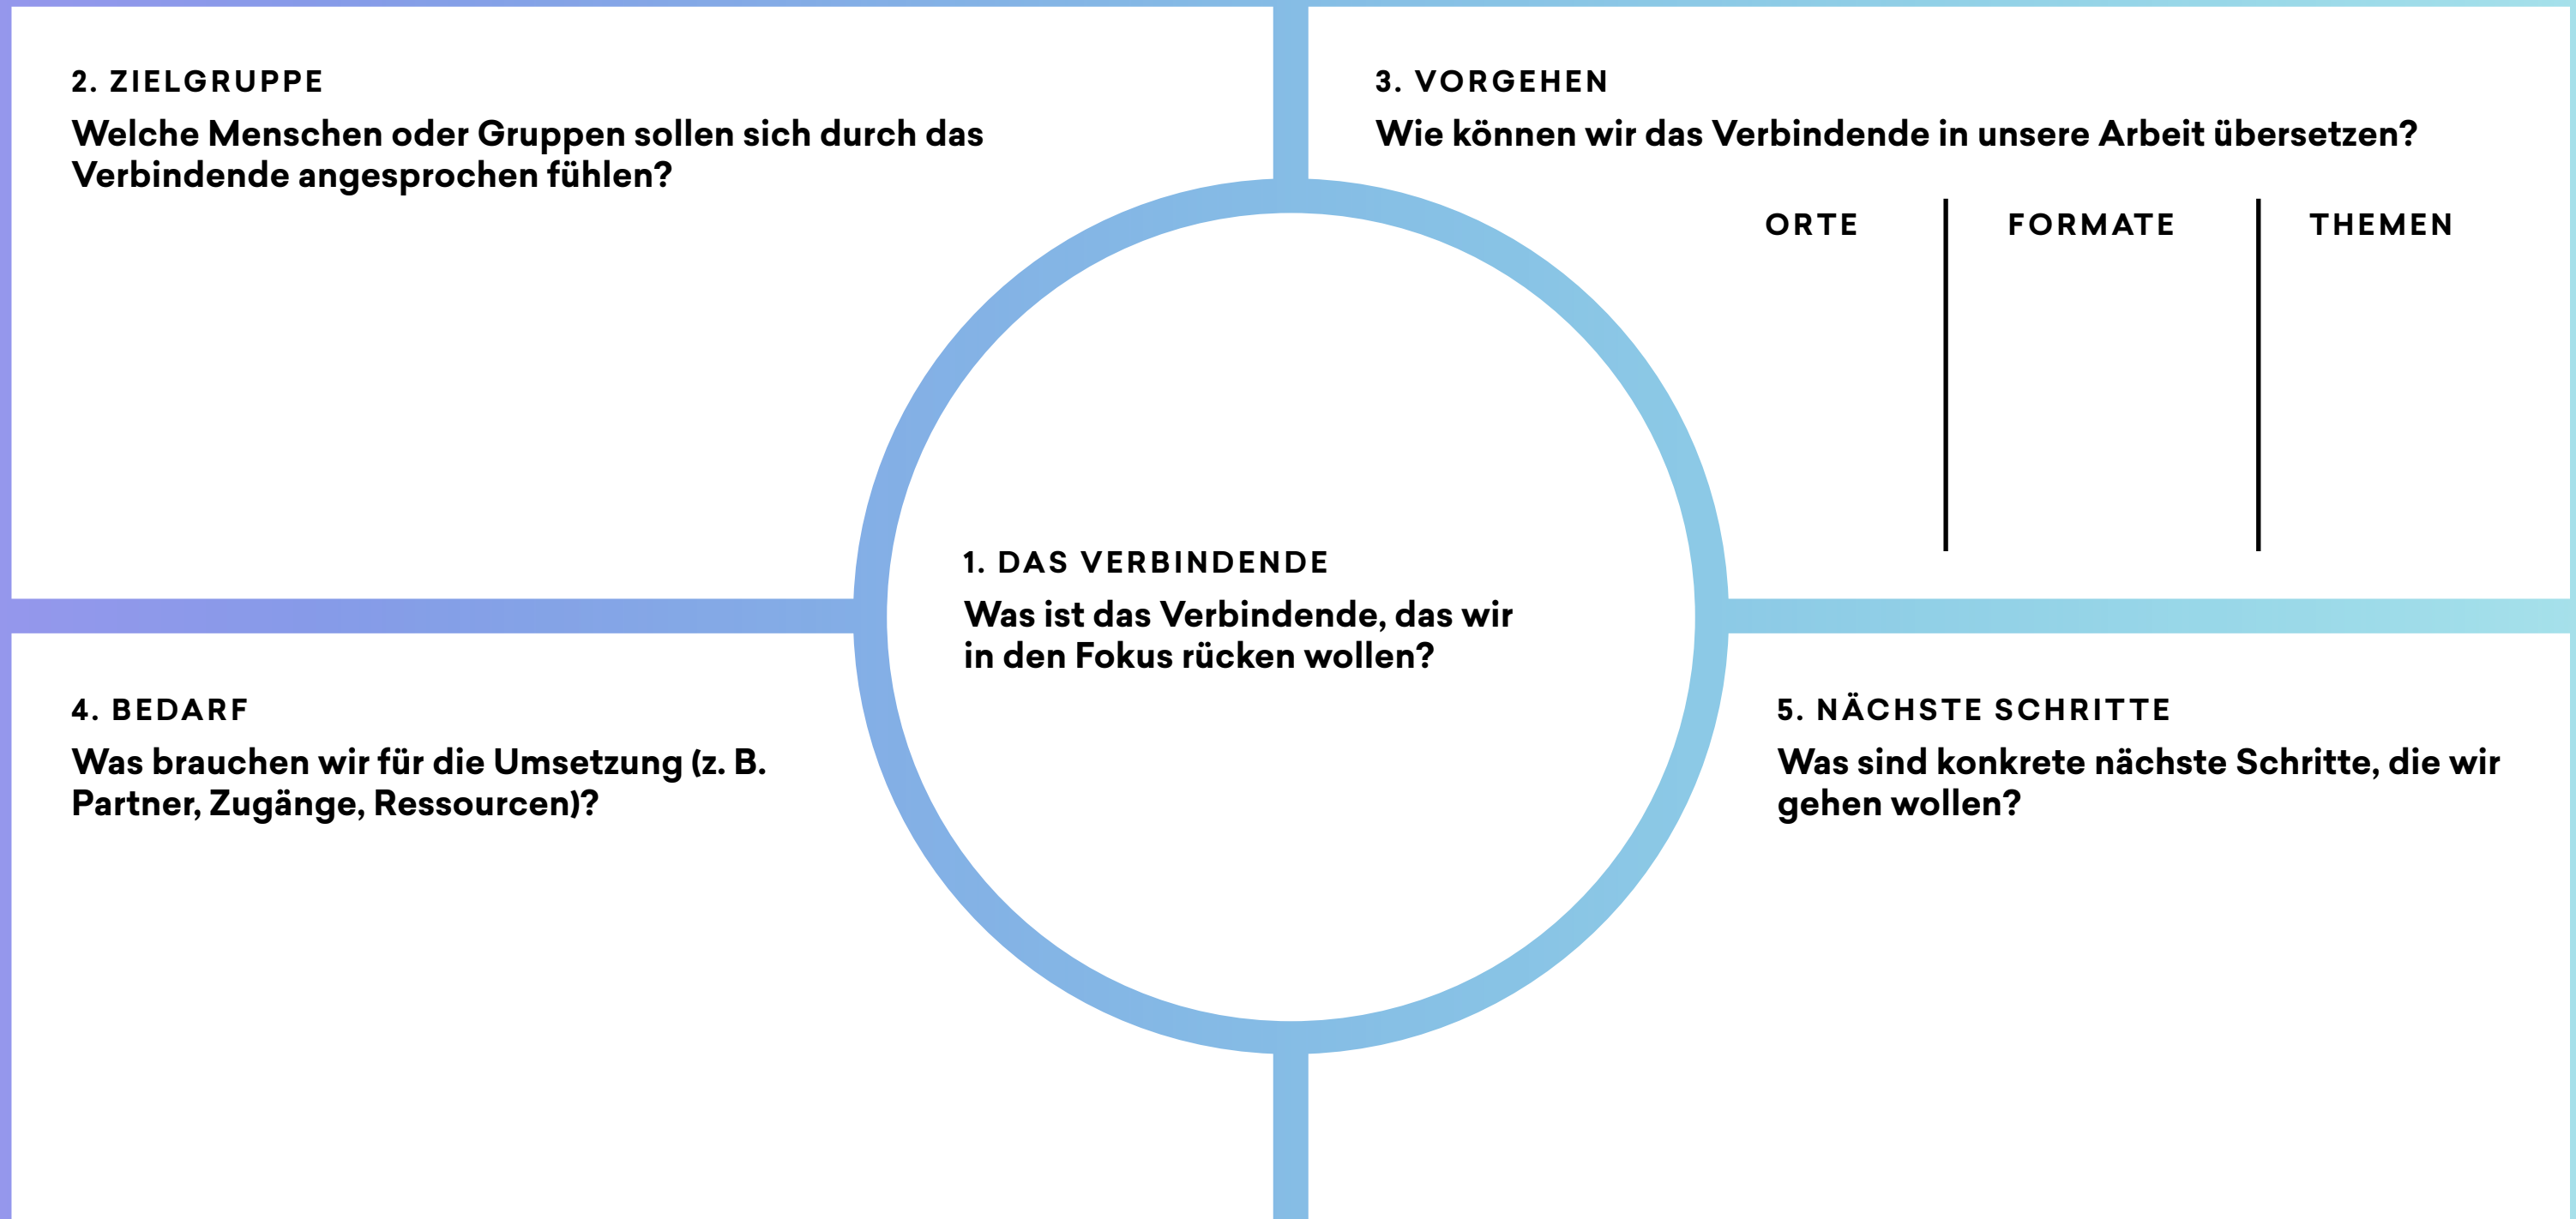 2. ZIELGRUPPE
Welche Menschen oder Gruppen sollen sich durch das
Verbindende angesprochen fühlen?
3. VORGEHEN
Wie können wir das Verbindende in unsere Arbeit übersetzen?
ORTE
FORMATE
THEMEN
1. DAS VERBINDENDE
Was ist das Verbindende, das wir
in den Fokus rücken wollen?
4. BEDARF
Was brauchen wir für die Umsetzung (z. B.
Partner, Zugänge, Ressourcen)?
5. NÄCHSTE SCHRITTE
Was sind konkrete nächste Schritte, die wir
gehen wollen?